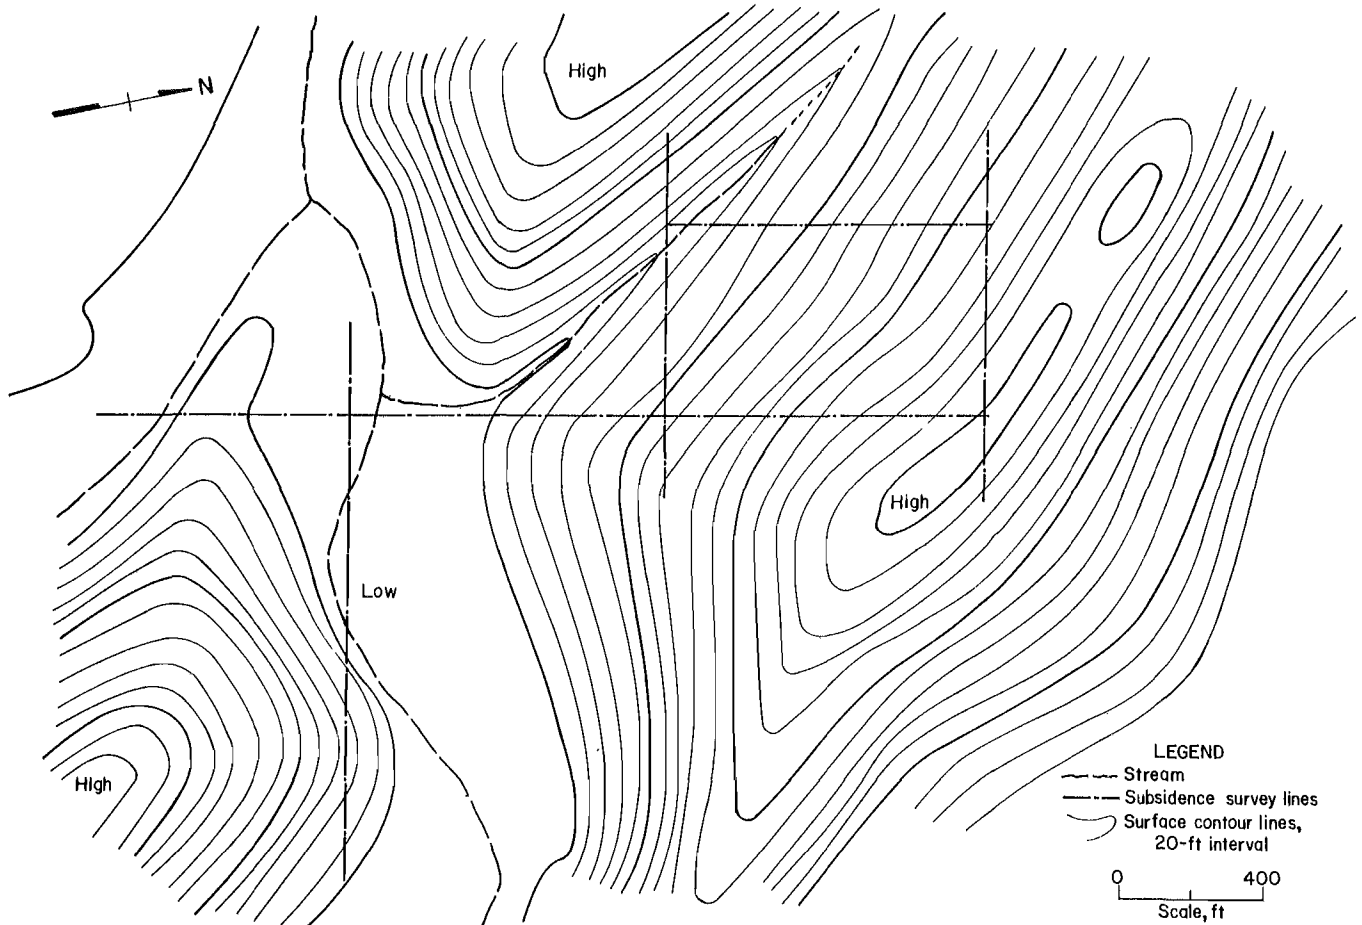 High
N
High
Low
High
LEGEND
Stream
Subsidence survey lines
Surface contour lines,
20-ft interval
0 400
Scale, ft